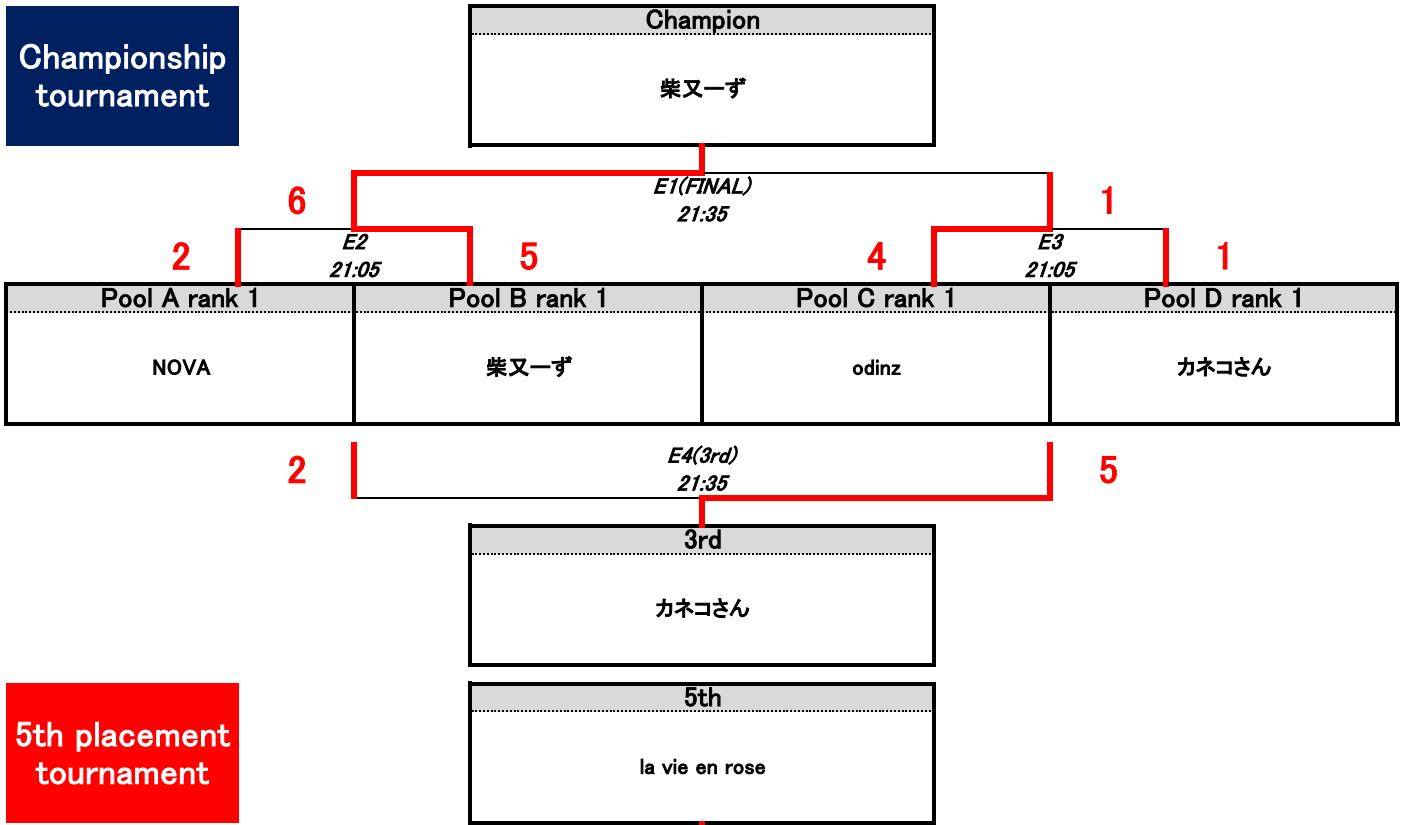 Championship
tournament
Champion
柴又ーず
6
E1(FINAL)
21:35
1
2
E2
21:05
5
4
E3
21:05
1
Pool A rank 1
Pool B rank 1
Pool C rank 1
Pool D rank 1
NOVA
柴又ーず
odinz
カネコさん
2
E4(3rd)
21:35
5
3rd
カネコさん
5th placement
tournament
5th
la vie en rose